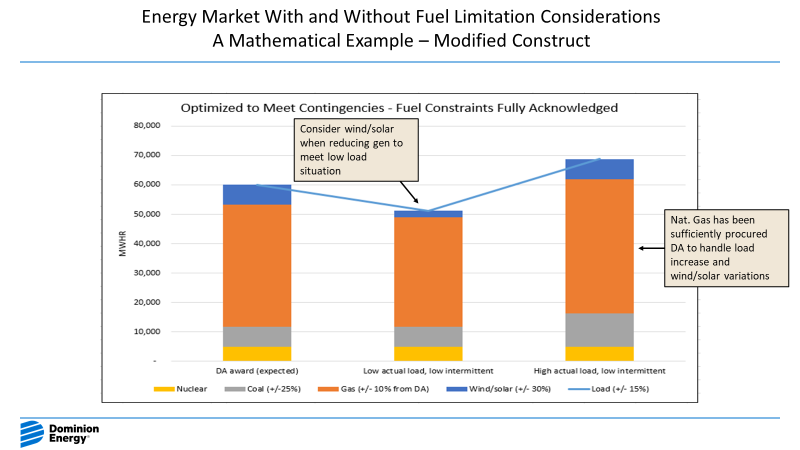 Energy Market With and Without Fuel Limitation Considerations
A Mathematical Example – Modified Construct
Optimized to Meet Contingencies - Fuel Constraints Fully Acknowledged
80,000
70,000
60,000
50,000
40,000
30,000
20,000
10,000
-
MWHR
Consider wind/solar
when reducing gen to
meet low load
situation
Nat. Gas has been
sufficiently procured
DA to handle load
increase and
wind/solar variations
DA award (expected)
Low actual load, low intermittent
High actual load, low intermittent
Nuclear
Coal (+/-25%)
Gas (+/- 10% from DA)
Wind/solar (+/- 30%)
Load (+/- 15%)
Dominion
Energy®